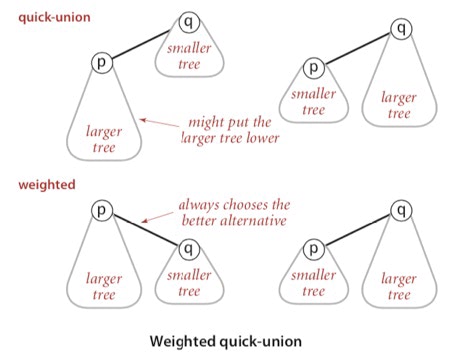 quick-union
q
smaller
tree
p
larger
tree
might put the
larger tree lower
q
p
smaller
tree
larger
tree
weighted
p
always chooses the
better alternative
q
larger
tree
smaller
tree
q
p
smaller
tree
larger
tree
Weighted quick-union